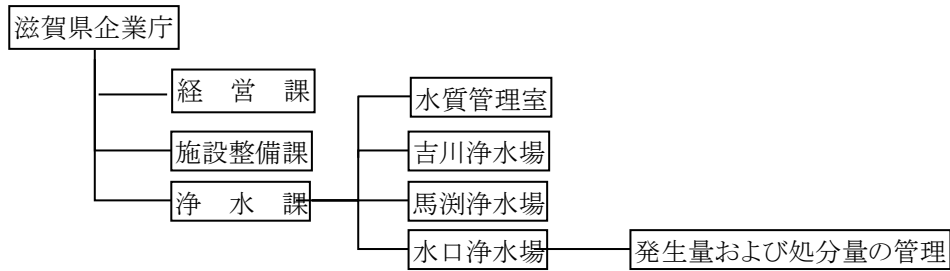 滋賀県企業庁
経　営　課
水質管理室
施設整備課
吉川浄水場
浄　水　課
馬渕浄水場
水口浄水場
発生量および処分量の管理